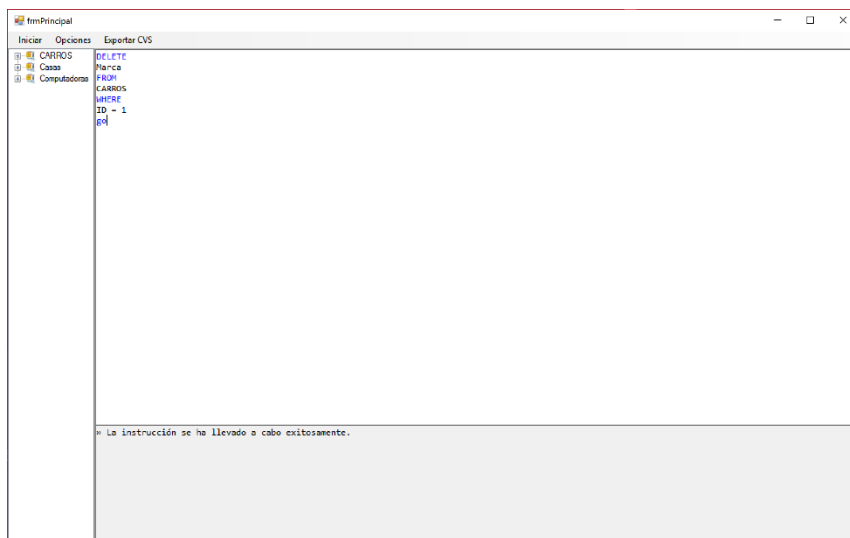 frmPrincipal
Iniciar Opciones Exportar CVS
CARROS
Casas
Computadoras
DELETE
Marca
FROM
CARROS
WHERE
ID = 1
go
» La instrucción se ha llevado a cabo exitosamente.